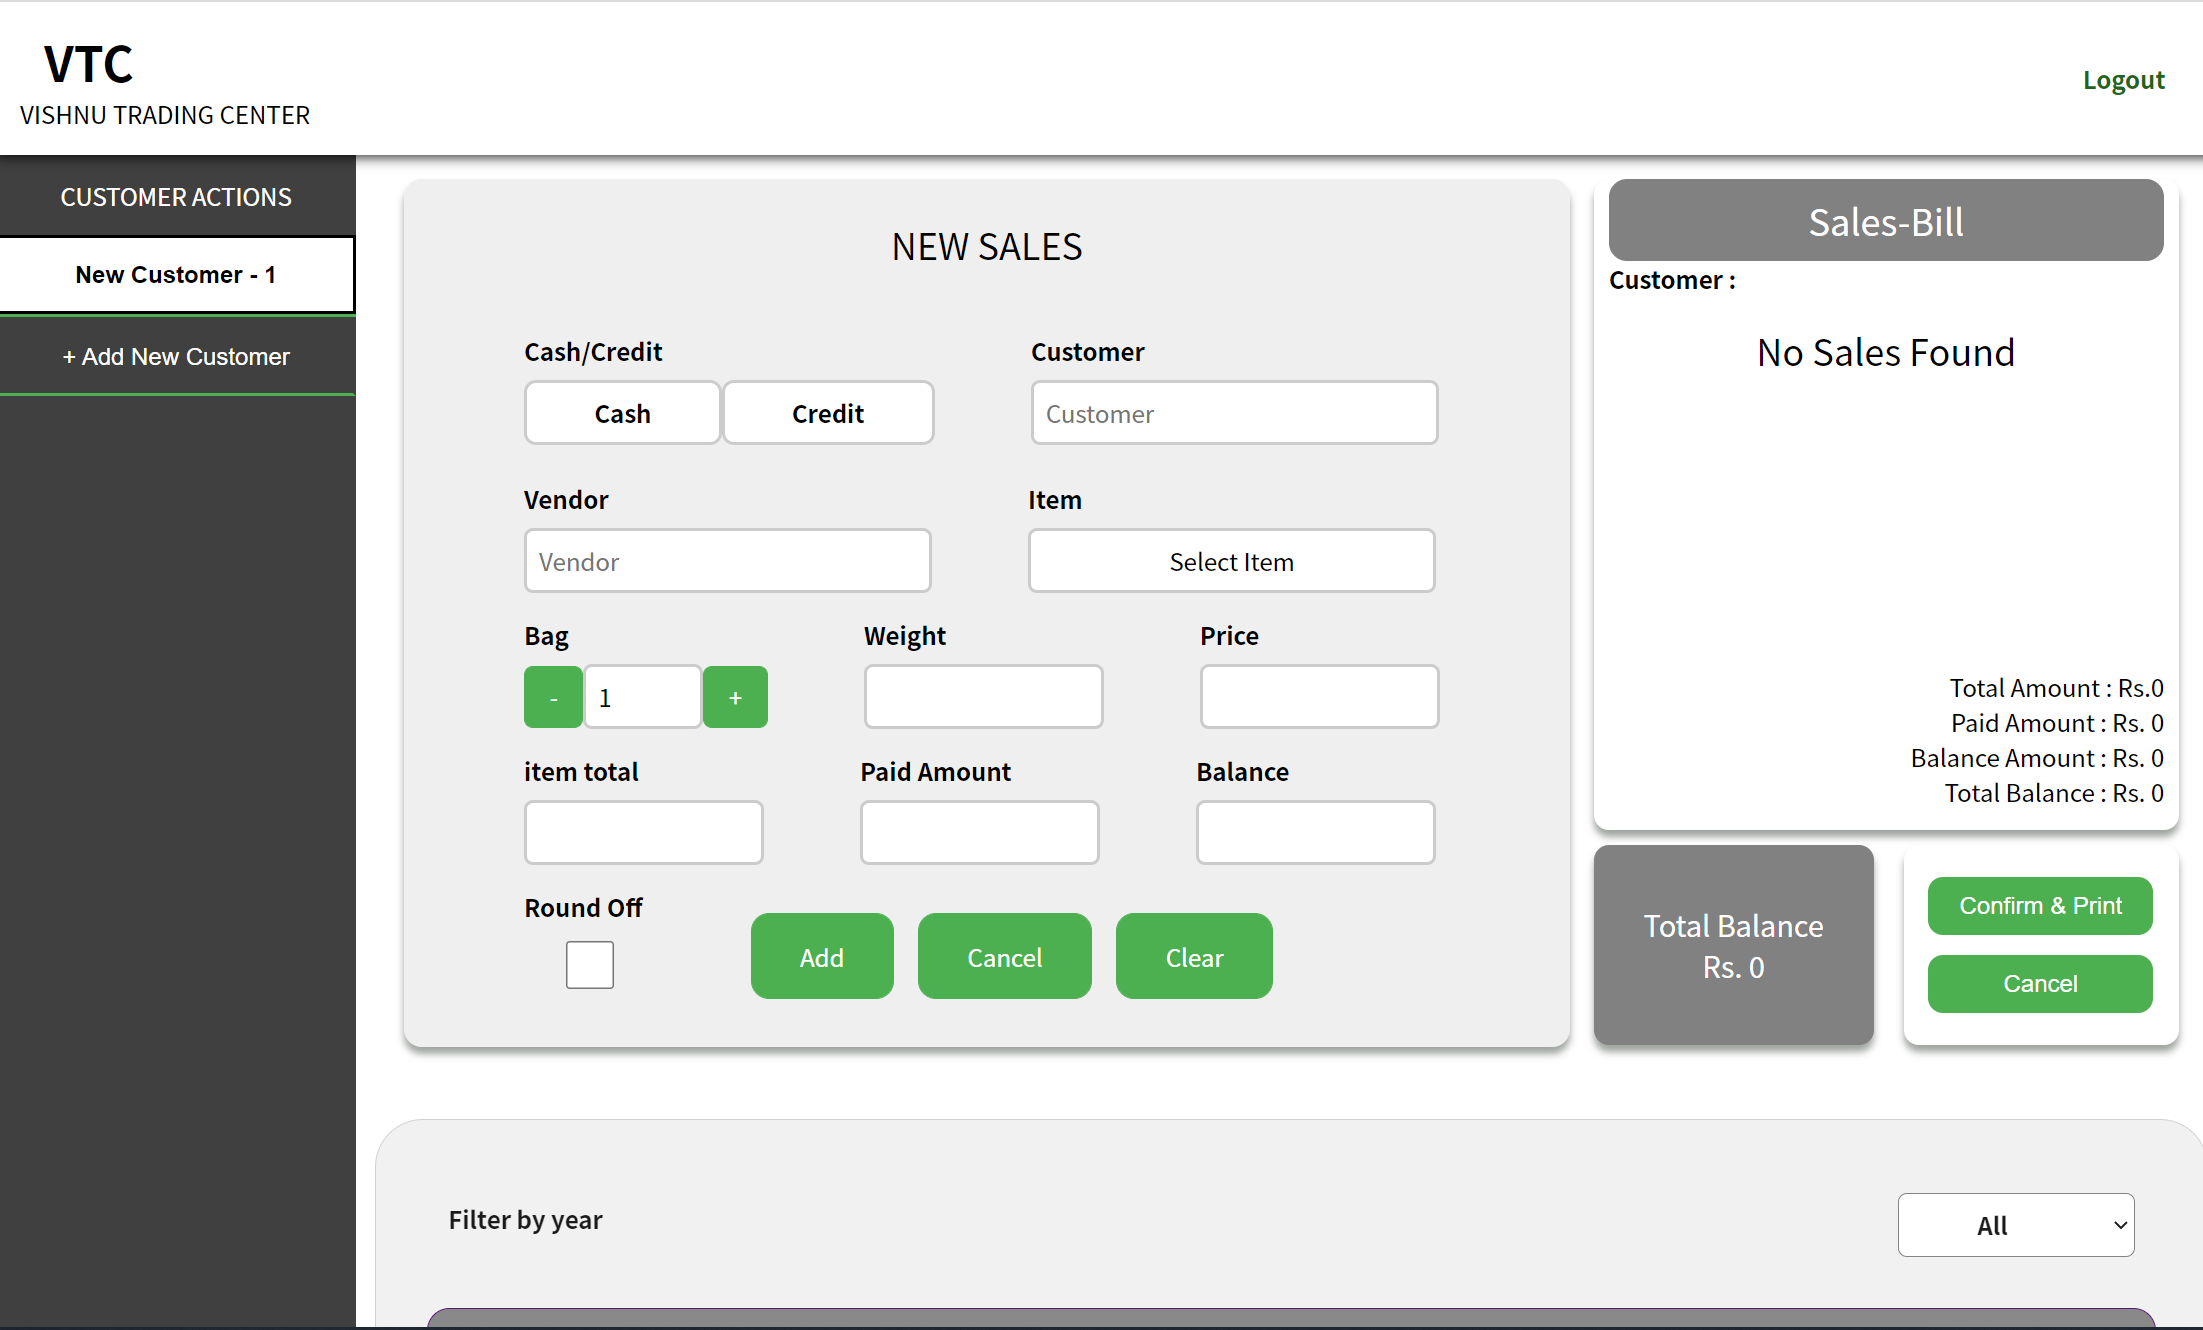 VTC
VISHNU TRADING CENTER
Logout
CUSTOMER ACTIONS
New Customer - 1
+ Add New Customer
NEW SALES
Cash/Credit
Customer
Cash
Credit
Customer
Vendor
Item
Vendor
Select Item
Bag
Weight
Price
-
1
+
item total
Paid Amount
Balance
Round Off
Add
Cancel
Clear
Sales-Bill
Customer :
No Sales Found
Total Amount : Rs.0
Paid Amount : Rs. 0
Balance Amount : Rs. 0
Total Balance : Rs. 0
Total Balance
Rs. 0
Confirm & Print
Cancel
Filter by year
All